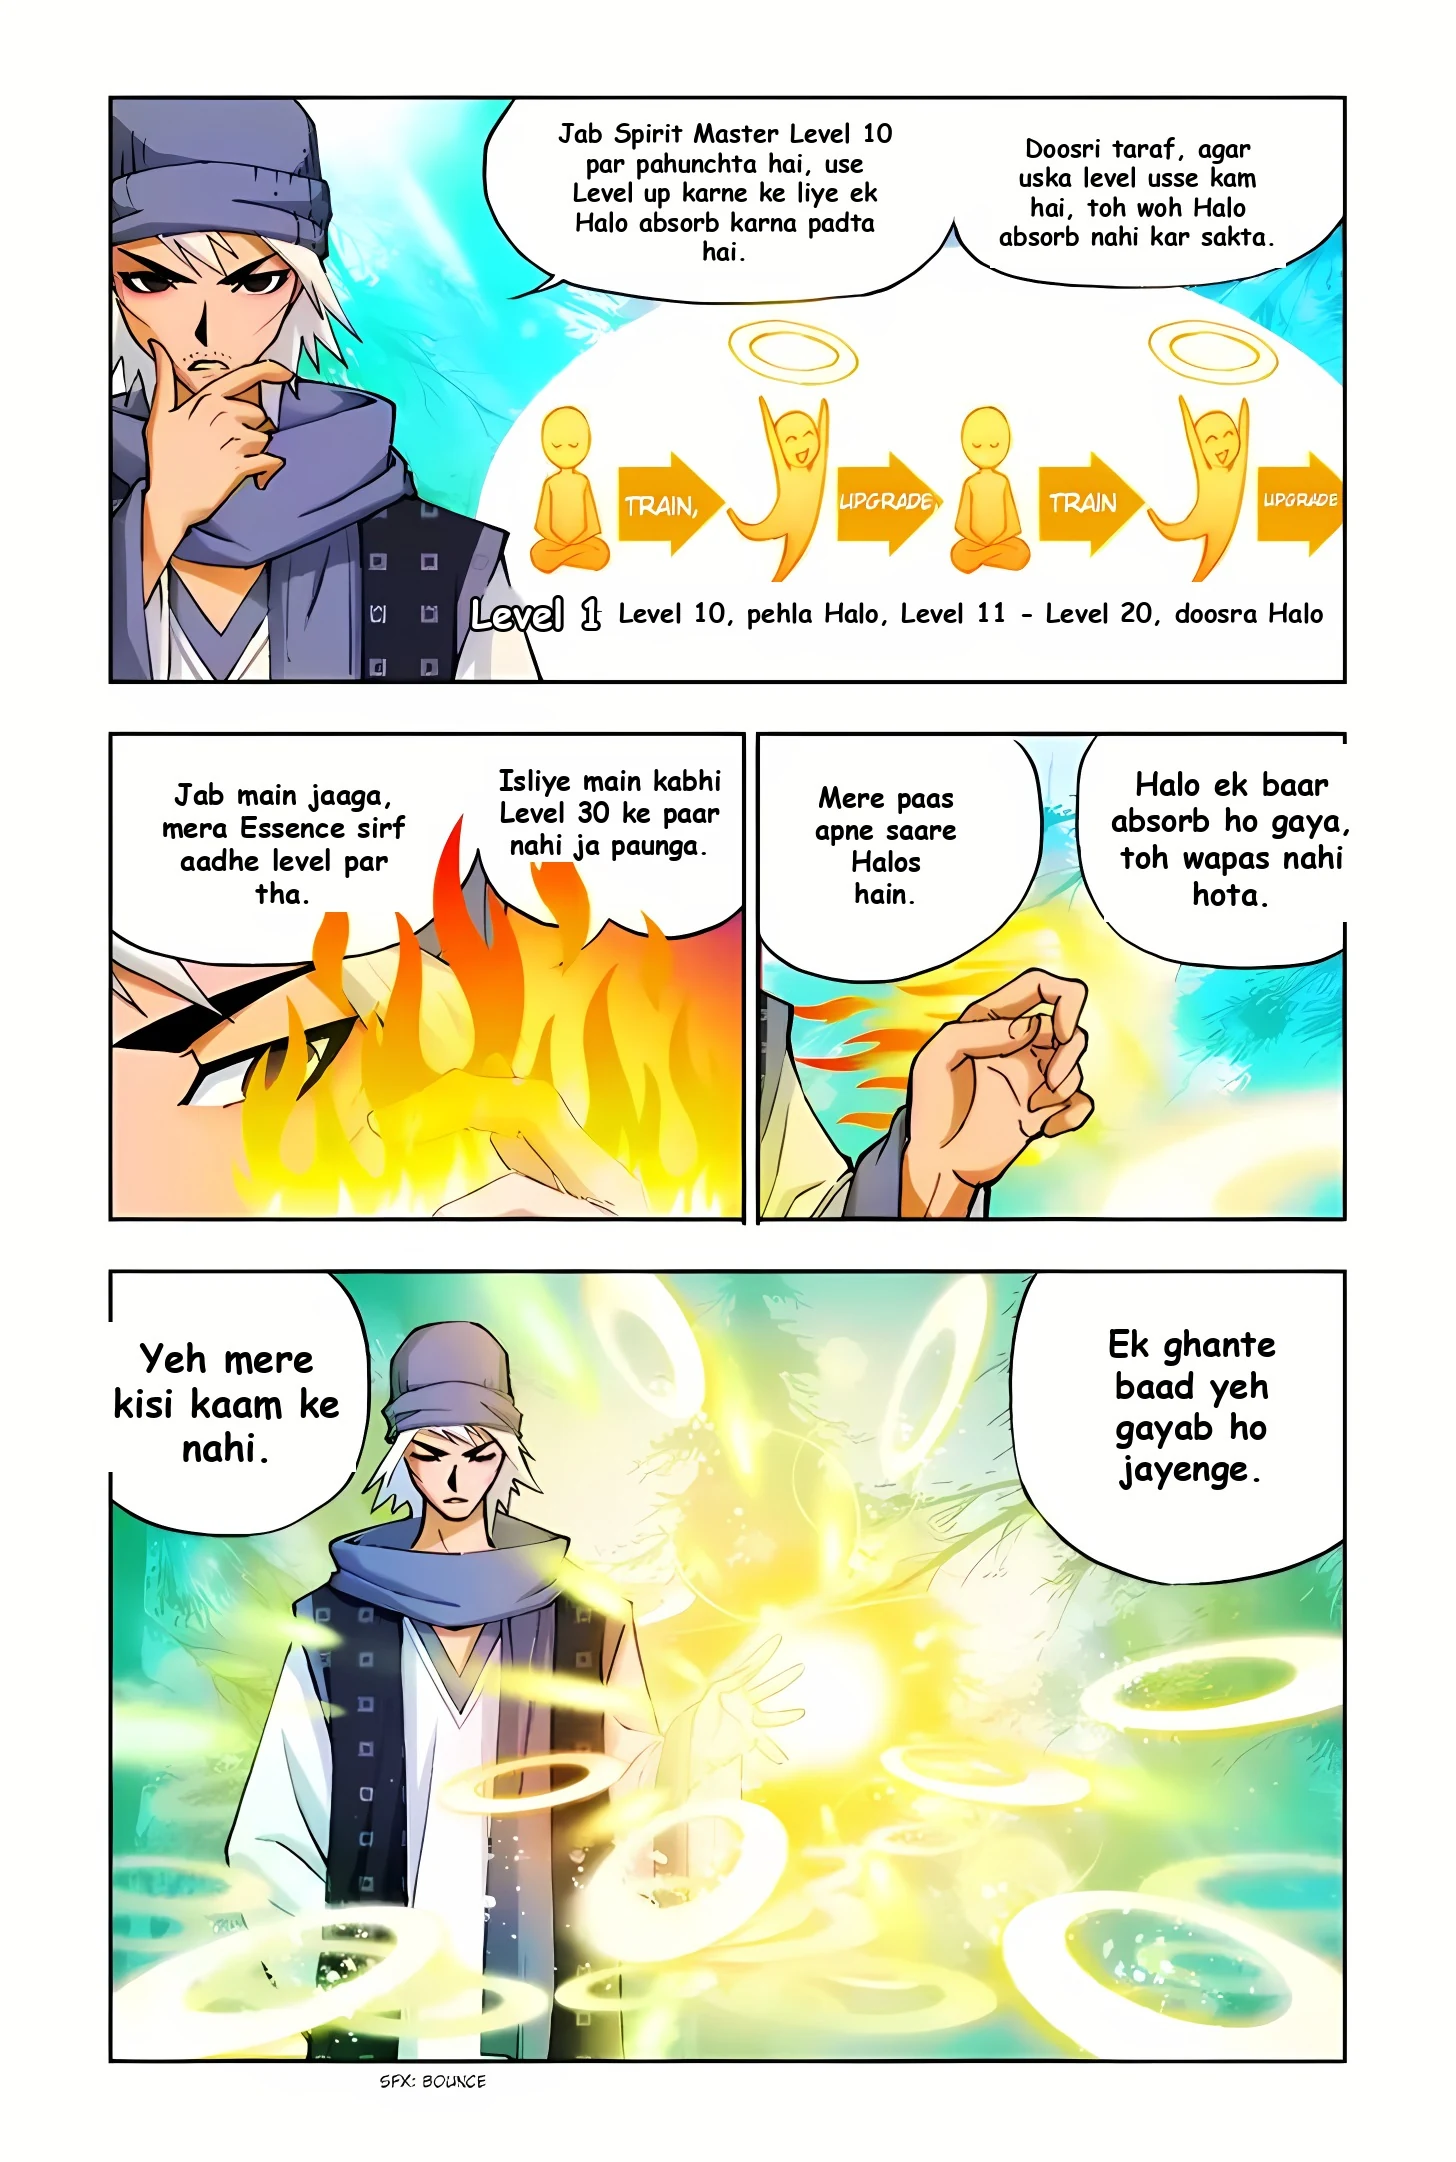 Jab Spirit Master Level 10
par pahunchta hai, use
Level up karne ke liye ek
Halo absorb karna padta
hai.
Doosri taraf, agar
uska level usse kam
hai, toh woh Halo
absorb nahi kar sakta.
TRAIN,
UPGRADE,
TRAIN
UPGRADE
Level 1 Level 10, pehla Halo, Level 11 - Level 20, doosra Halo
Jab main jaaga,
mera Essence sirf
aadhe level par
tha.
Isliye main kabhi
Level 30 ke paar
nahi ja paunga.
Mere paas
apne saare
Halos
hain.
Halo ek baar
absorb ho gaya,
toh wapas nahi
hota.
Yeh mere
kisi kaam ke
nahi.
Ek ghante
baad yeh
gayab ho
jayenge.
SFX: BOUNCE